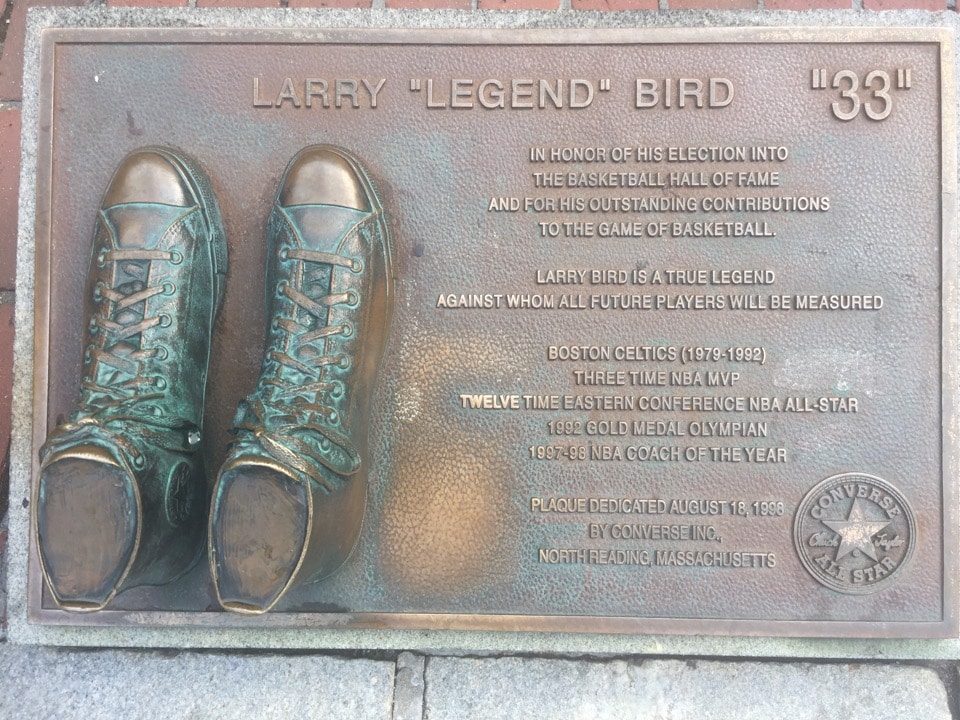 LARRY "LEGEND" BIRD "33"
IN HONOR OF HIS ELECTION INTO
THE BASKETBALL HALL OF FAME
AND FOR HIS OUTSTANDING CONTRIBUTIONS
TO THE GAME OF BASKETBALL.
LARRY BIRD IS A TRUE LEGEND
AGAINST WHOM ALL FUTURE PLAYERS WILL BE MEASURED
BOSTON CELTICS (1979-1992)
THREE TIME NBA MVP
TWELVE TIME EASTERN CONFERENCE NBA ALL-STAR
1992 GOLD MEDAL OLYMPIAN
1997-98 NBA COACH OF THE YEAR
PLAQUE DEDICATED AUGUST 18, 1998
BY CONVERSE INC.,
NORTH READING, MASSACHUSETTS
CONVERSE
Chuck Taylor
ALL STAR